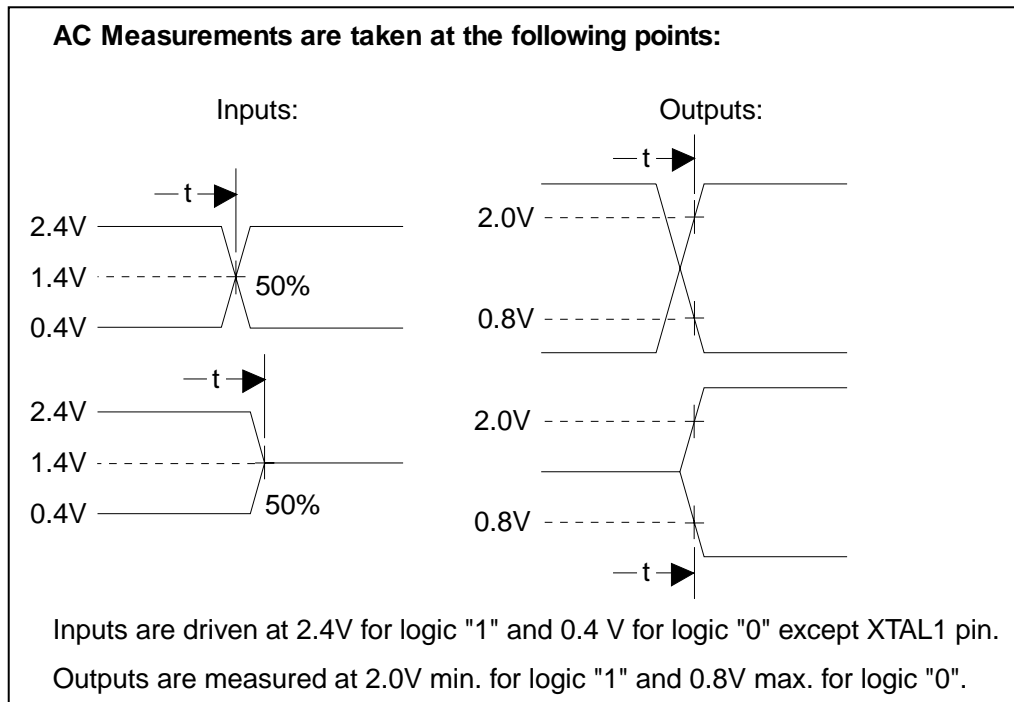 AC Measurements are taken at the following points:
Inputs:
Outputs:
t
2.4V
1.4V
50%
0.4V
t
2.4V
1.4V
50%
0.4V
t
2.0V
0.8V
2.0V
0.8V
t
Inputs are driven at 2.4V for logic "1" and 0.4 V for logic "0" except XTAL1 pin.
Outputs are measured at 2.0V min. for logic "1" and 0.8V max. for logic "0".